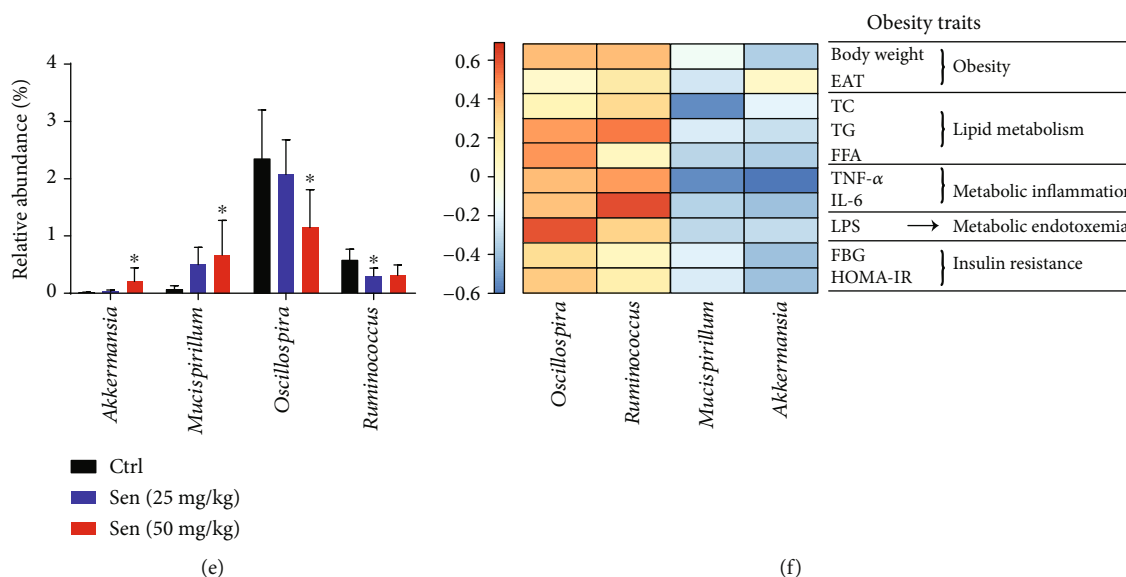 Relative abundance (%)
4
3
2
1
0
*
*
*
*
Akkermansia
Mucispirillum
Oscillospira
Ruminococcus
Ctrl
Sen (25 mg/kg)
Sen (50 mg/kg)
(e)
0.6
0.4
0.2
0
−0.2
−0.4
−0.6
Oscillospira
Ruminococcus
Mucispirillum
Akkermansia
Obesity traits
Body weight
EAT
Obesity
TC
TG
FFA
Lipid metabolism
TNF-α
IL-6
Metabolic inflammation
LPS → Metabolic endotoxemia
FBG
HOMA-IR
Insulin resistance
(f)